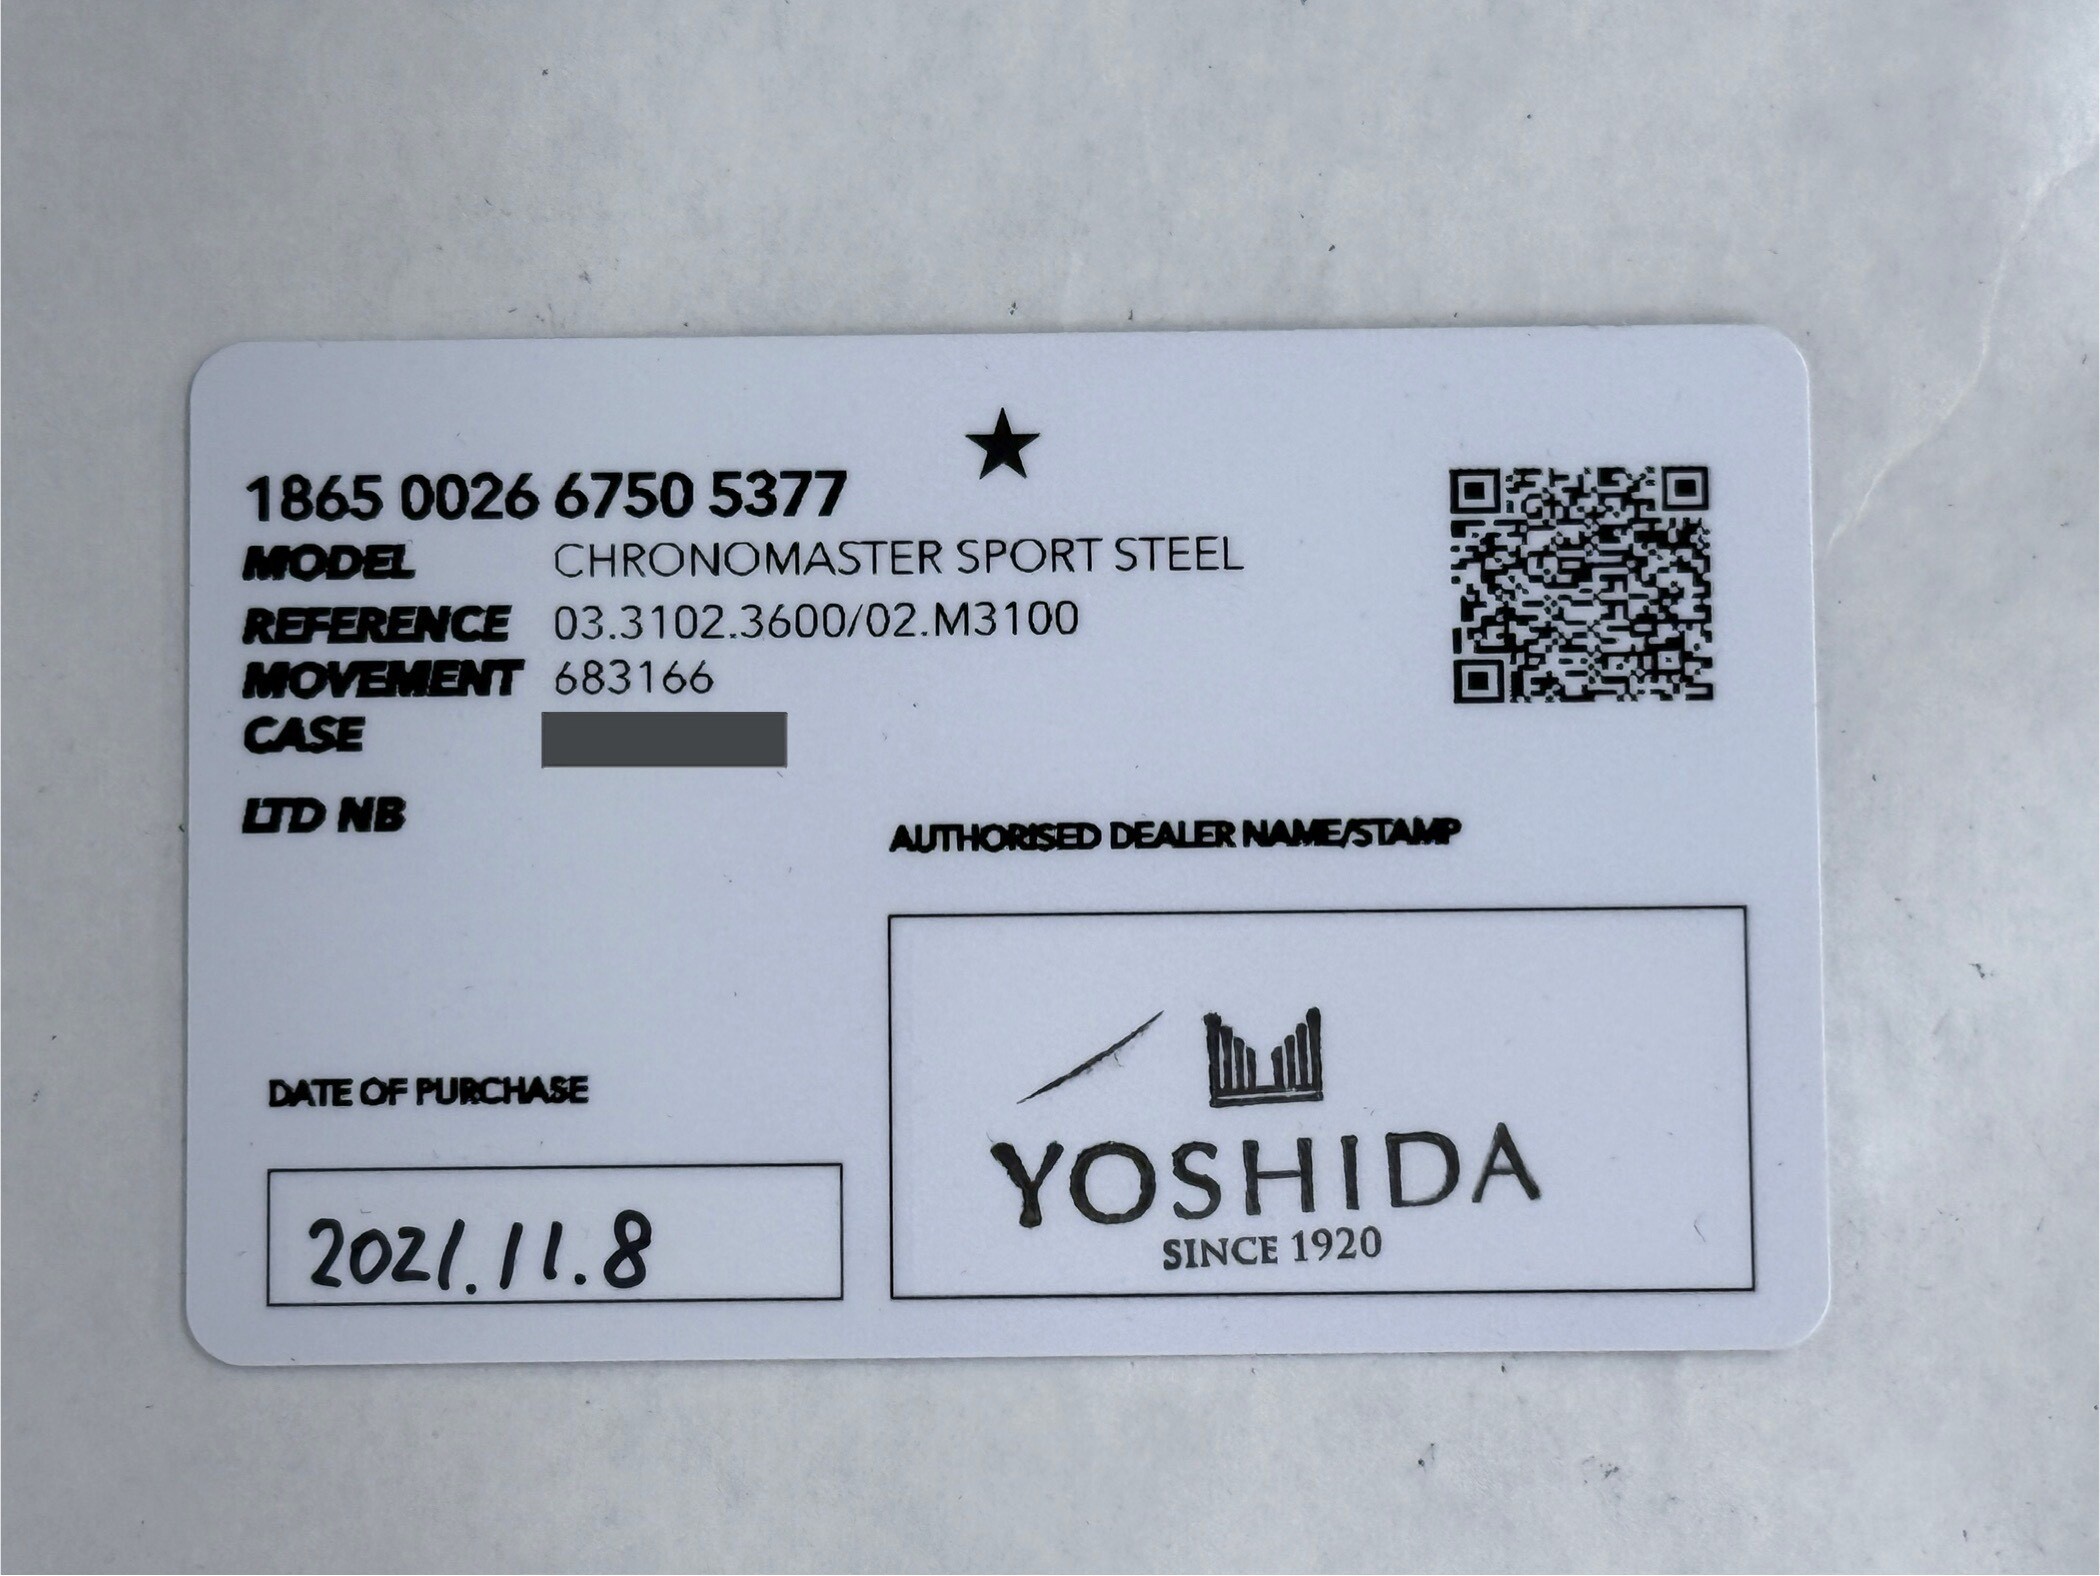 1865 0026 6750 5377
MODEL CHRONOMASTER SPORT STEEL
REFERENCE 03.3102.3600/02.M3100
MOVEMENT 683166
CASE
LTD NB
AUTHORISED DEALER NAME/STAMP
YOSHIDA
SINCE 1920
DATE OF PURCHASE
2021.11.8